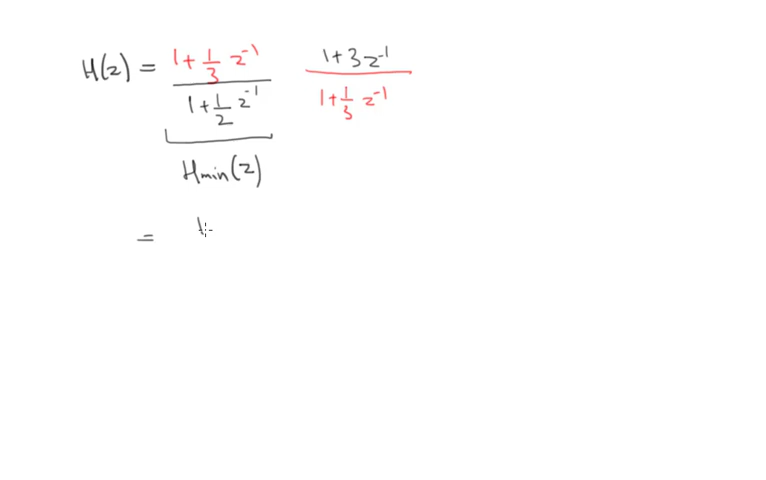 H(z) = (1 + 1/3 z⁻¹)/(1 + 1/2 z⁻¹) (1 + 3z⁻¹)/(1 + 1/3 z⁻¹)
Hmin(z)
=